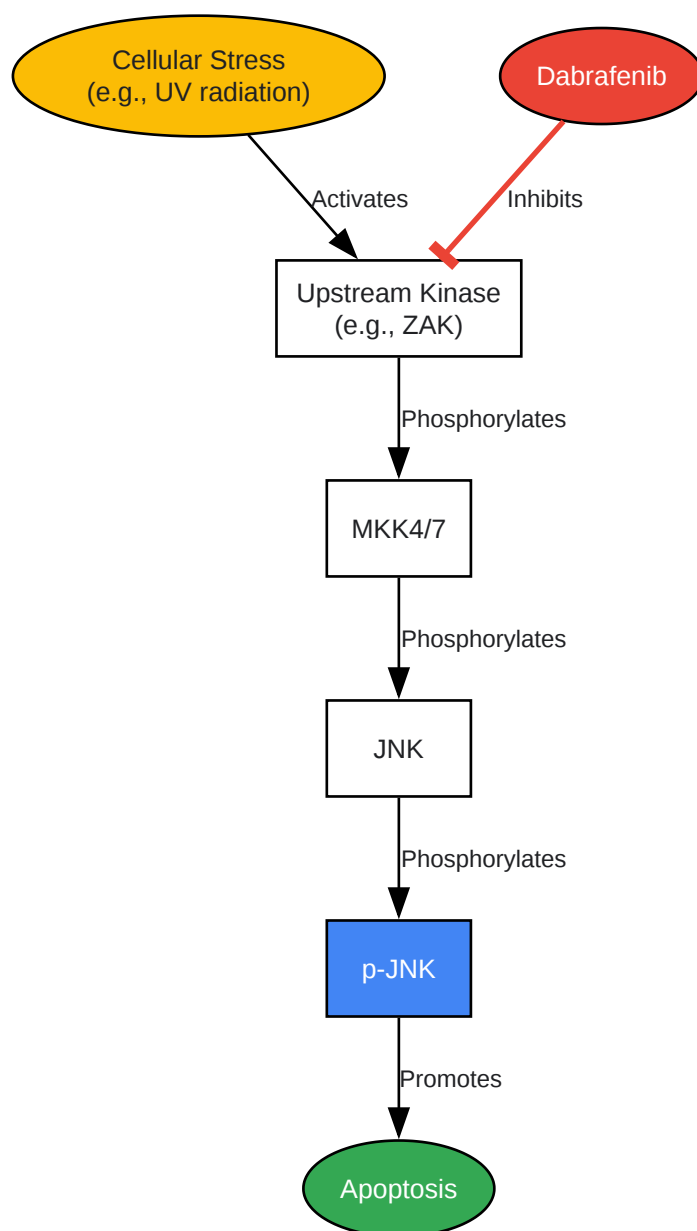 Cellular Stress
(e.g., UV radiation)
Dabrafenib
Activates
Inhibits
Upstream Kinase
(e.g., ZAK)
Phosphorylates
MKK4/7
Phosphorylates
JNK
Phosphorylates
p-JNK
Promotes
Apoptosis